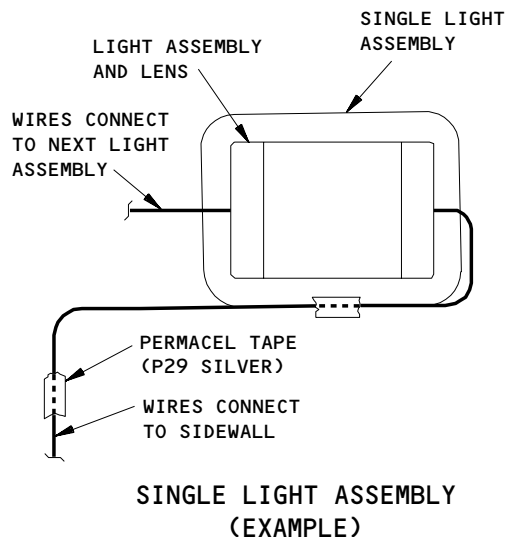 SINGLE LIGHT
ASSEMBLY
LIGHT ASSEMBLY
AND LENS
WIRES CONNECT
TO NEXT LIGHT
ASSEMBLY
PERMACEL TAPE
(P29 SILVER)
WIRES CONNECT
TO SIDEWALL
SINGLE LIGHT ASSEMBLY
(EXAMPLE)